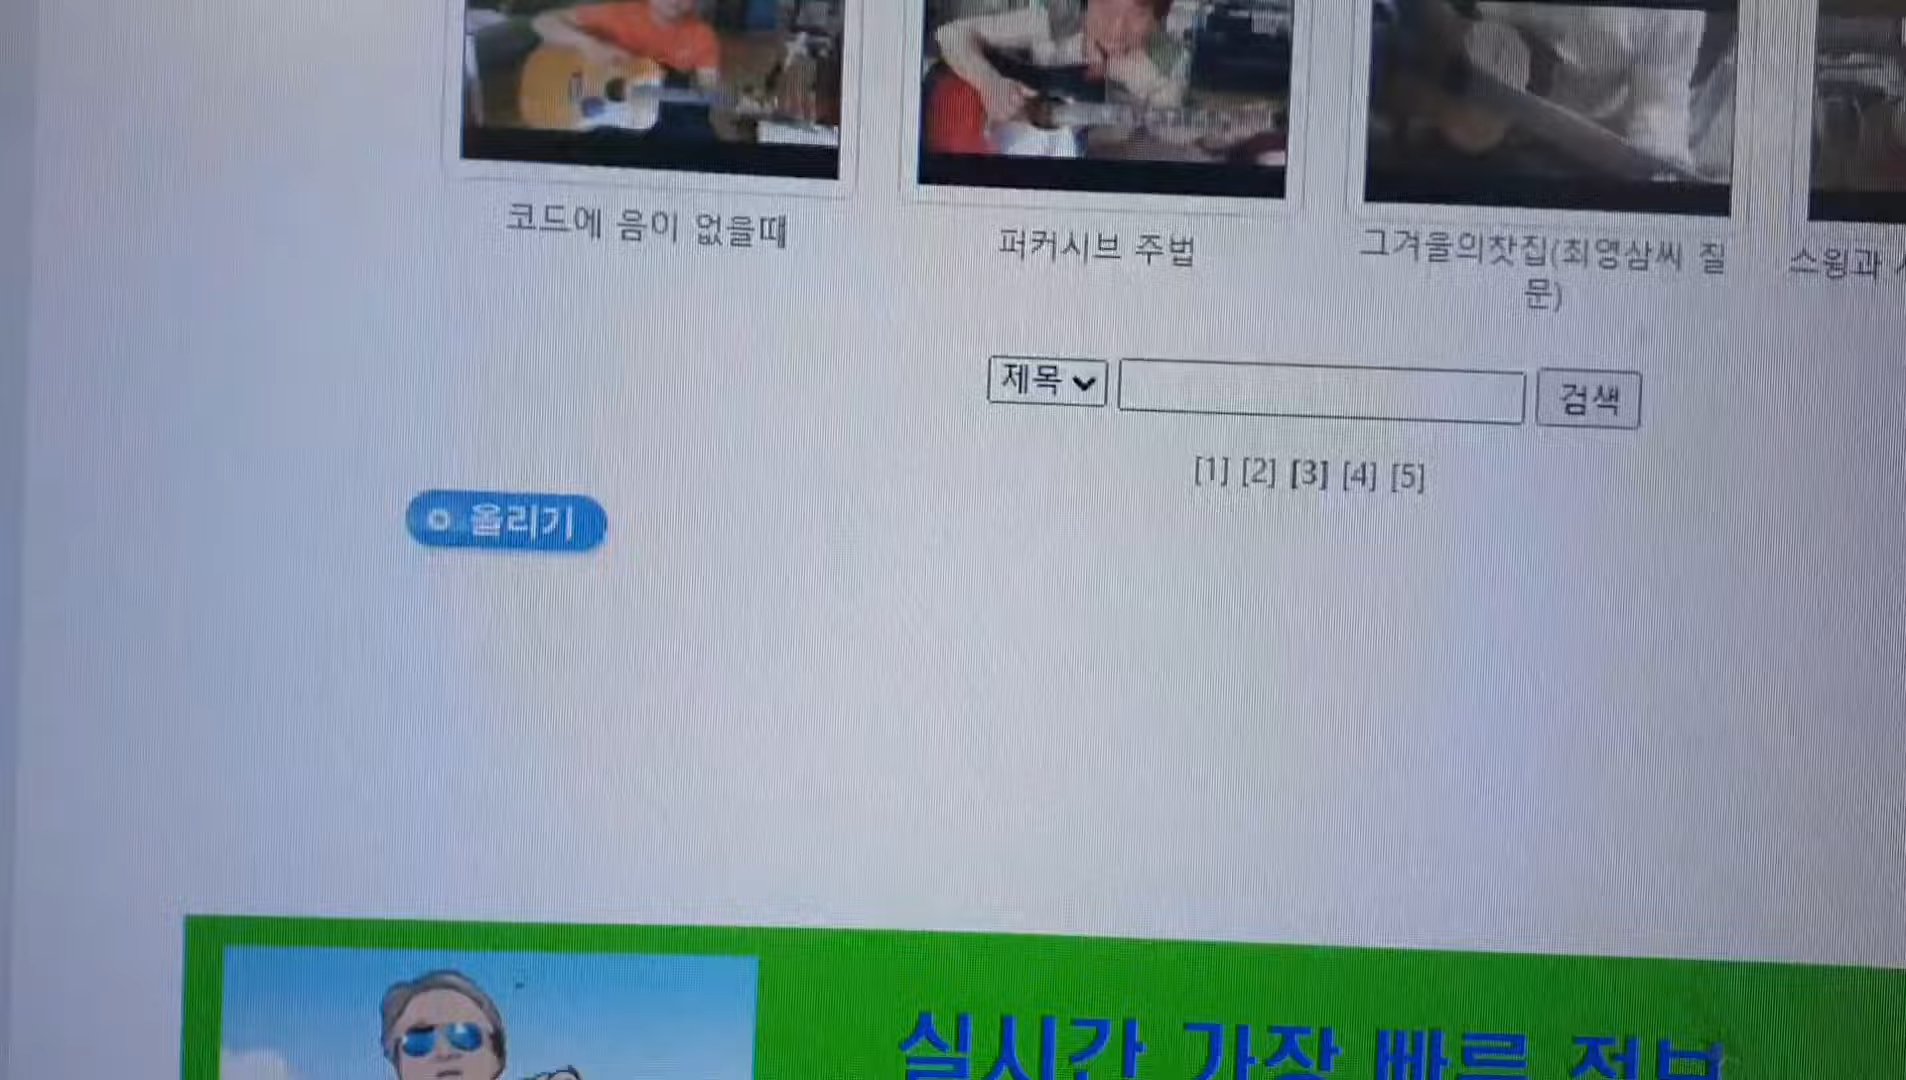 코드에 음이 없을때
퍼커시브 주법
그겨울의찻집(최영삼씨 질
문)
스윙과
제목
검색
[1] [2] [3] [4] [5]
올리기
실시간 가장 빠른 정보